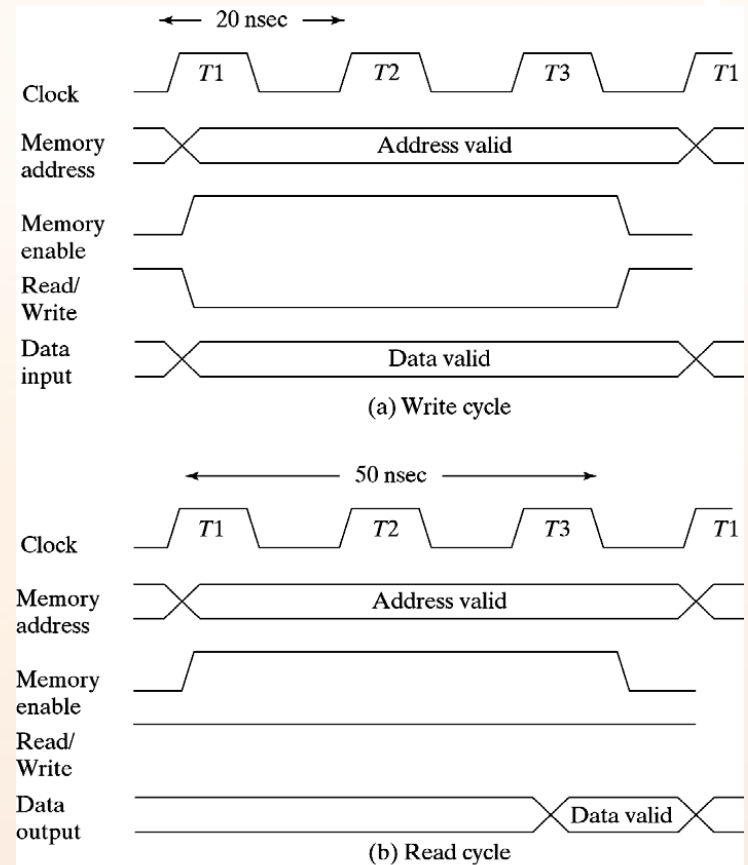 20 nsec
Clock T1 T2 T3 T1
Memory
address
Address valid
Memory
enable
Read/
Write
Data
input
Data valid
(a) Write cycle
50 nsec
Clock T1 T2 T3 T1
Memory
address
Address valid
Memory
enable
Read/
Write
Data
output
Data valid
(b) Read cycle